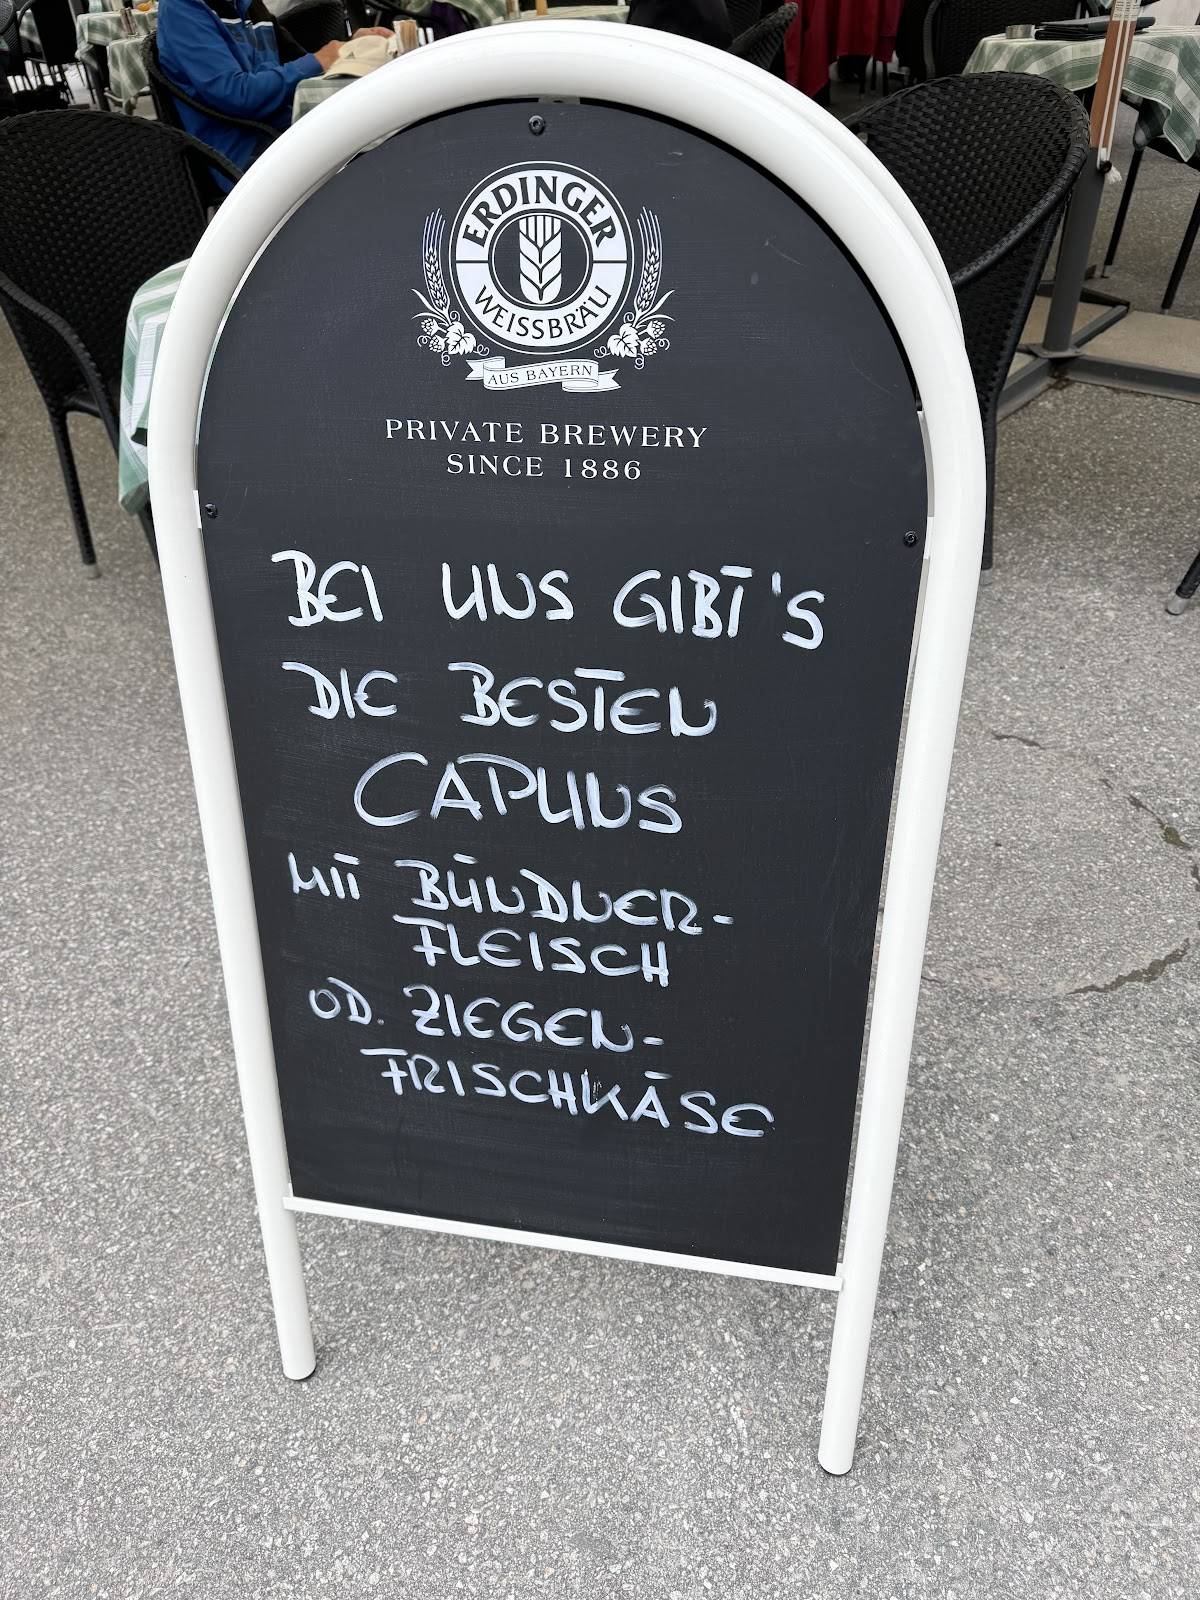 ERDINGER
WEISSBRÄU
AUS BAYERN
PRIVATE BREWERY
SINCE 1886
BEI UNS GIBT'S
DIE BESTEN
CAPUNS
MIT BÜNDNER-
FLEISCH
OD. ZIEGEN-
FRISCHKÄSE